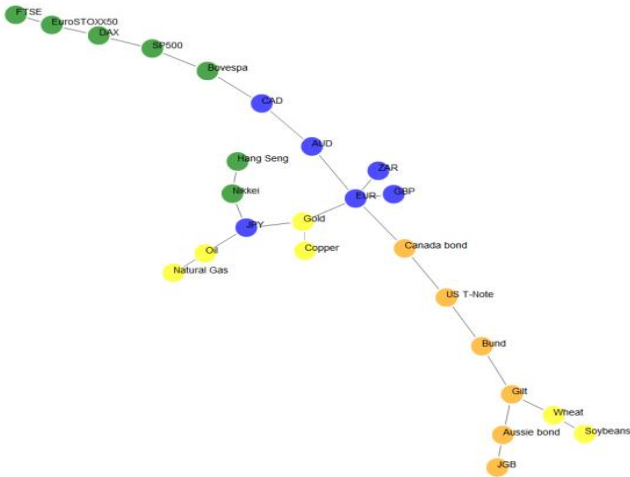 FTSE
EuroSTOXX50
DAX
SP500
Bovespa
CAD
AUD
Hang Seng
ZAR
Nikkei
EUR
GBP
Gold
JPY
Copper
Oil
Canada bond
Natural Gas
US T-Note
Bund
Gilt
Wheat
Aussie bond
Soybeans
JGB